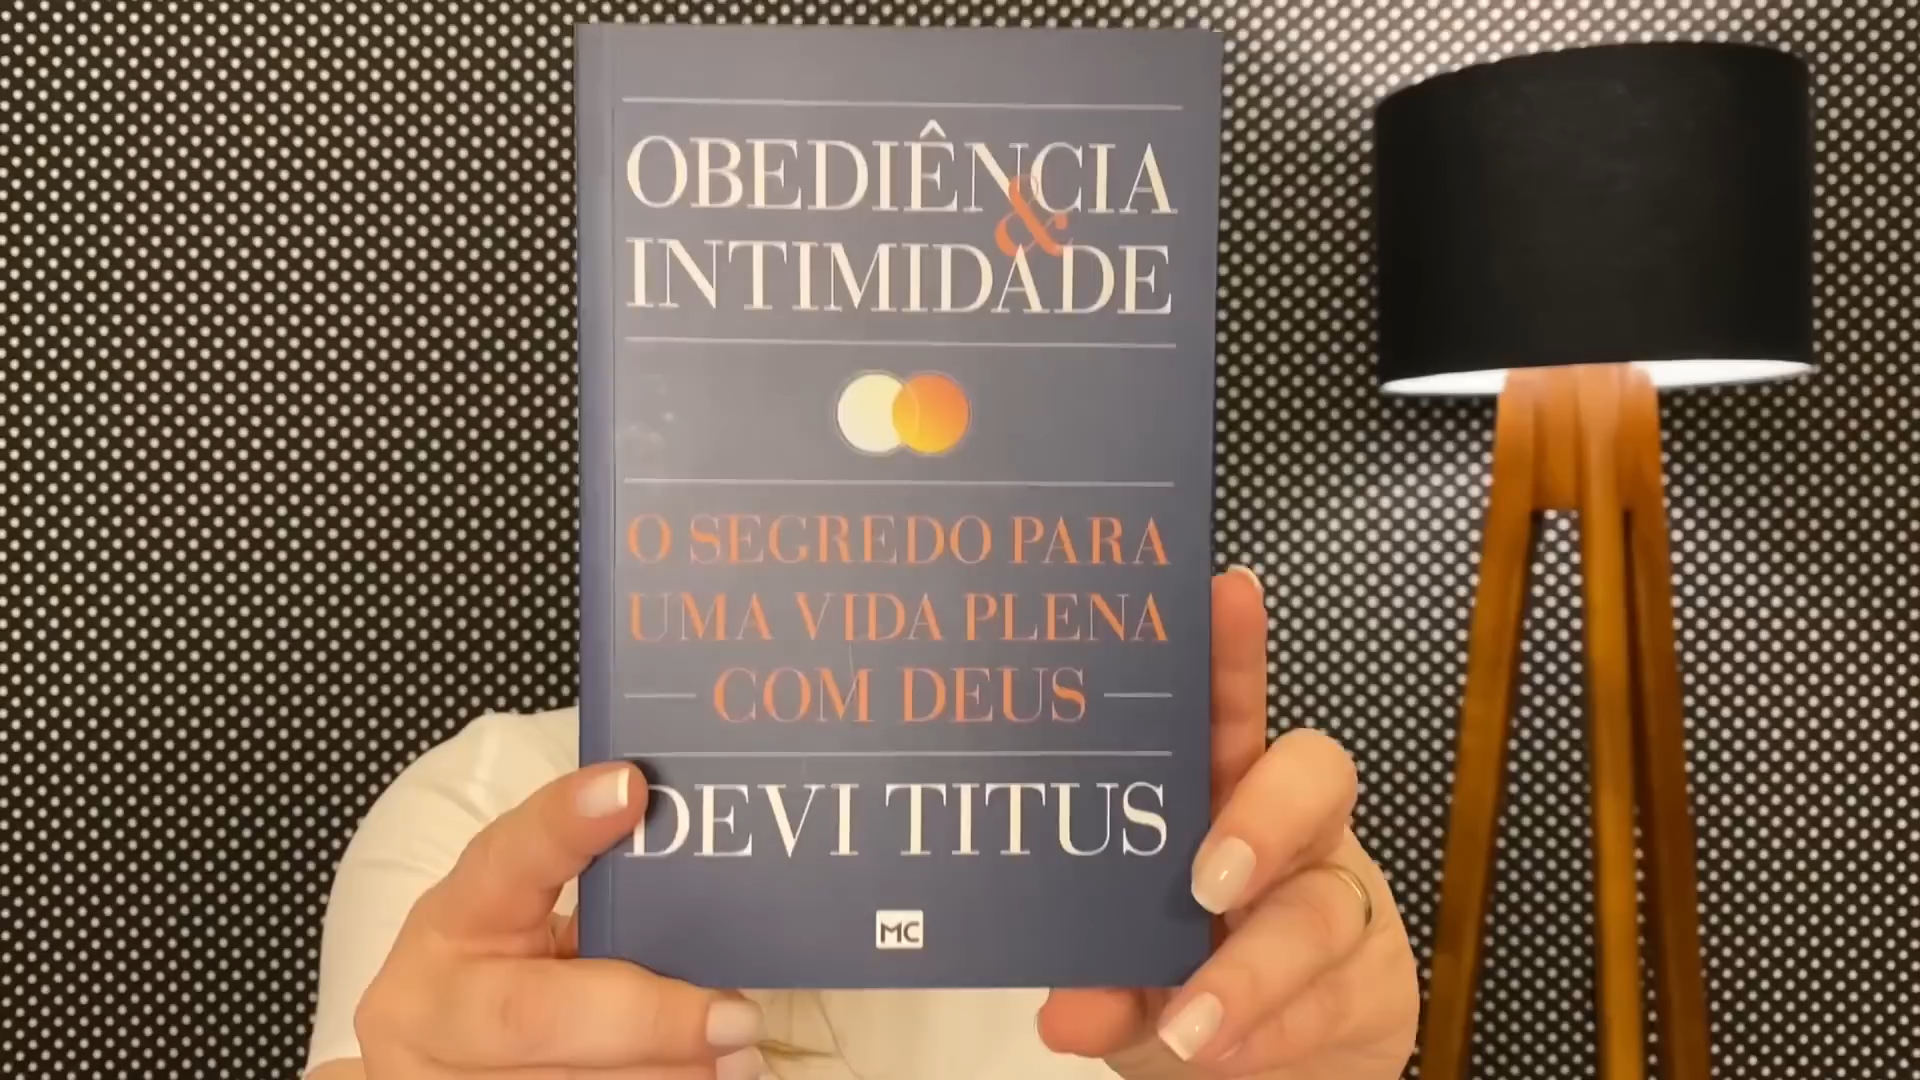 OBEDIÊNCIA
&
INTIMIDADE
O SEGREDO PARA
UMA VIDA PLENA
COM DEUS
DEVI TITUS
MC